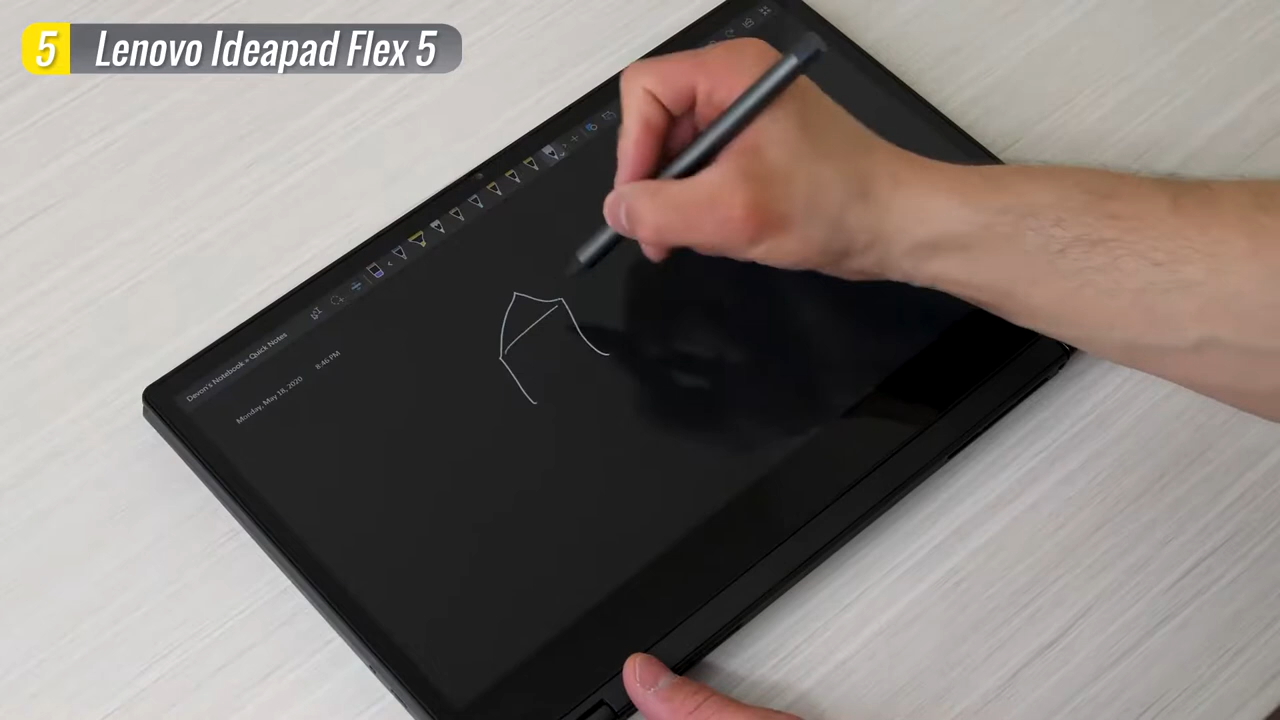 5 Lenovo Ideapad Flex 5
Devon's Notebook » Quick Notes
Monday, May 18, 2020 8:46 PM